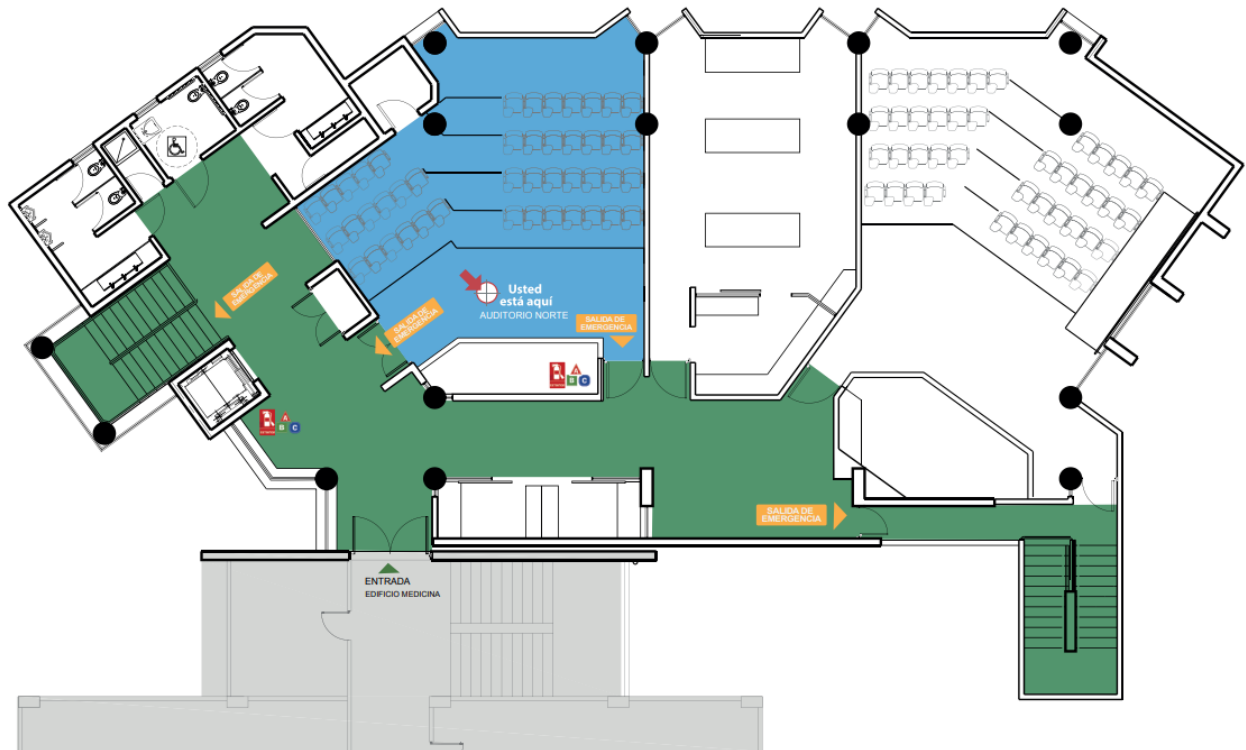 SALIDA DE
EMERGENCIA
Usted
está aquí
AUDITORIO NORTE
SALIDA DE
EMERGENCIA
SALIDA DE
EMERGENCIA
A
B C
A
B C
SALIDA DE
EMERGENCIA
ENTRADA
EDIFICIO MEDICINA